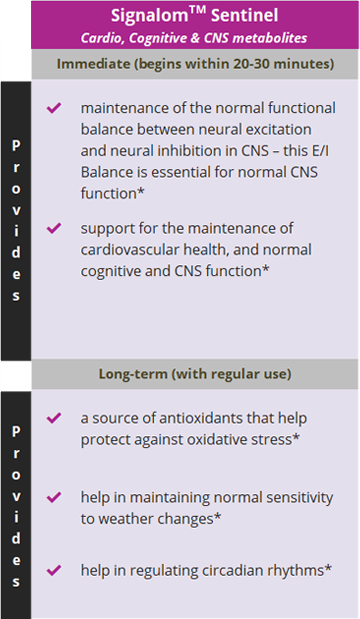 Signalom™ Sentinel
Cardio, Cognitive & CNS metabolites
Immediate (begins within 20-30 minutes)
Provides
maintenance of the normal functional
balance between neural excitation
and neural inhibition in CNS – this E/I
Balance is essential for normal CNS
function*
support for the maintenance of
cardiovascular health, and normal
cognitive and CNS function*
Long-term (with regular use)
Provides
a source of antioxidants that help
protect against oxidative stress*
help in maintaining normal sensitivity
to weather changes*
help in regulating circadian rhythms*